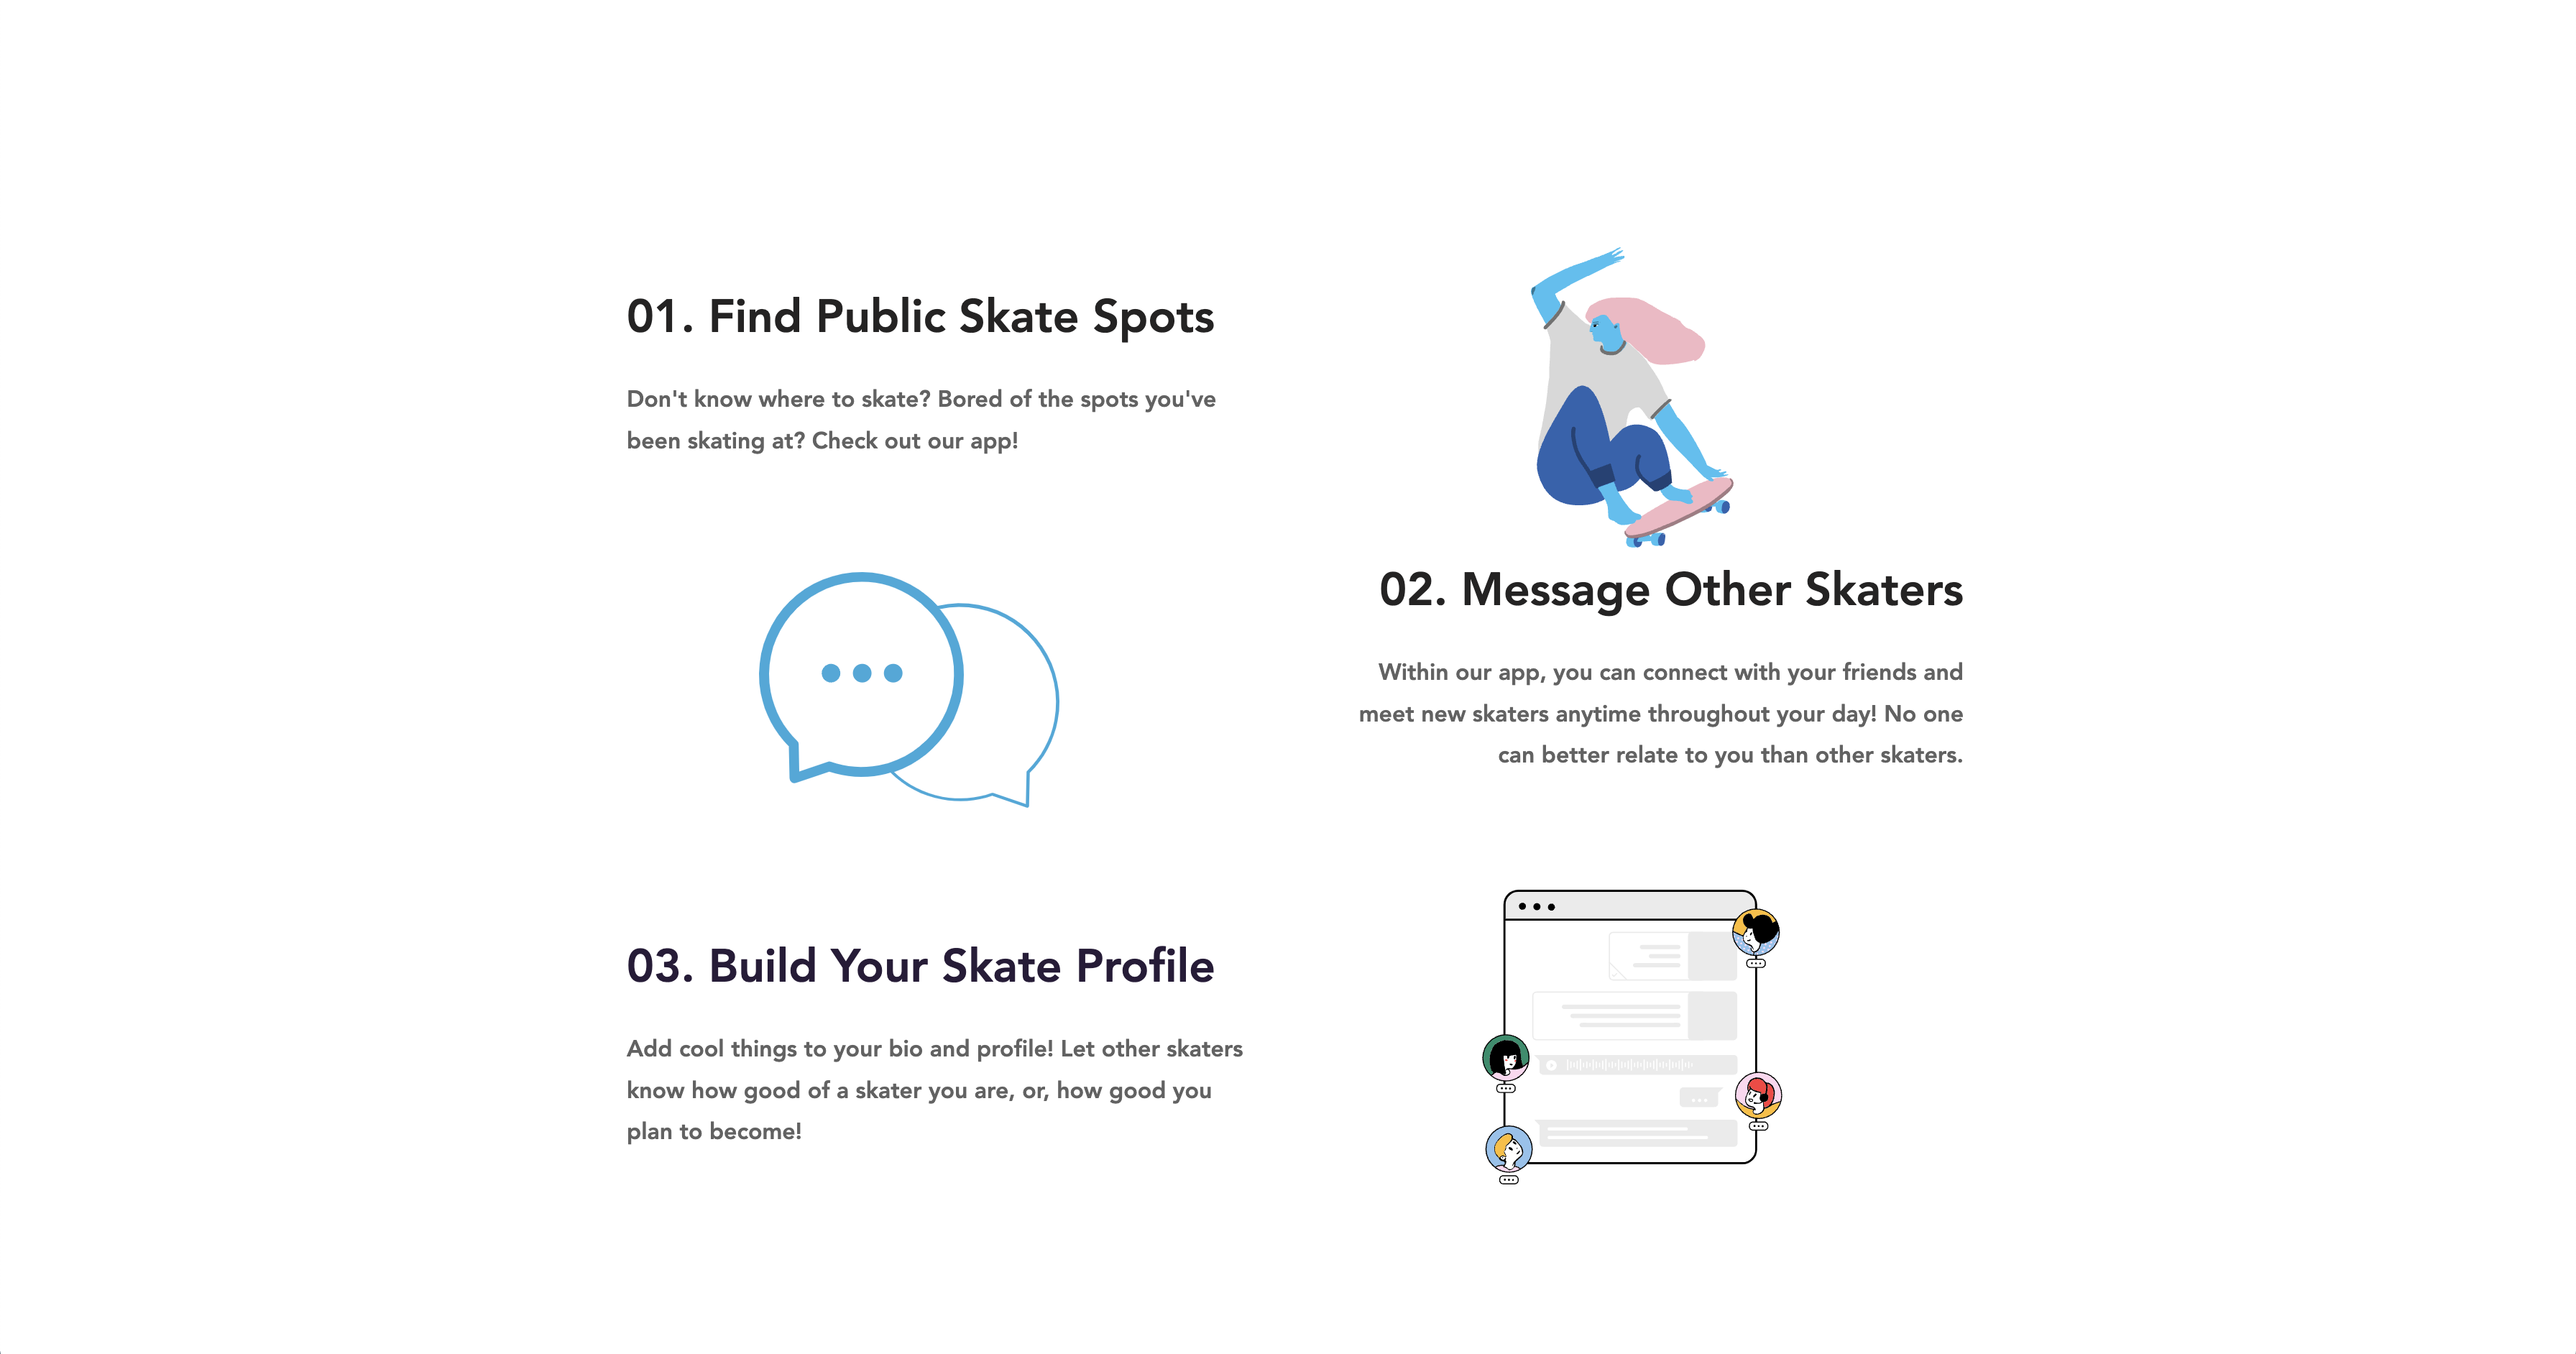 01. Find Public Skate Spots
Don't know where to skate? Bored of the spots you've
been skating at? Check out our app!
02. Message Other Skaters
Within our app, you can connect with your friends and
meet new skaters anytime throughout your day! No one
can better relate to you than other skaters.
03. Build Your Skate Profile
Add cool things to your bio and profile! Let other skaters
know how good of a skater you are, or, how good you
plan to become!